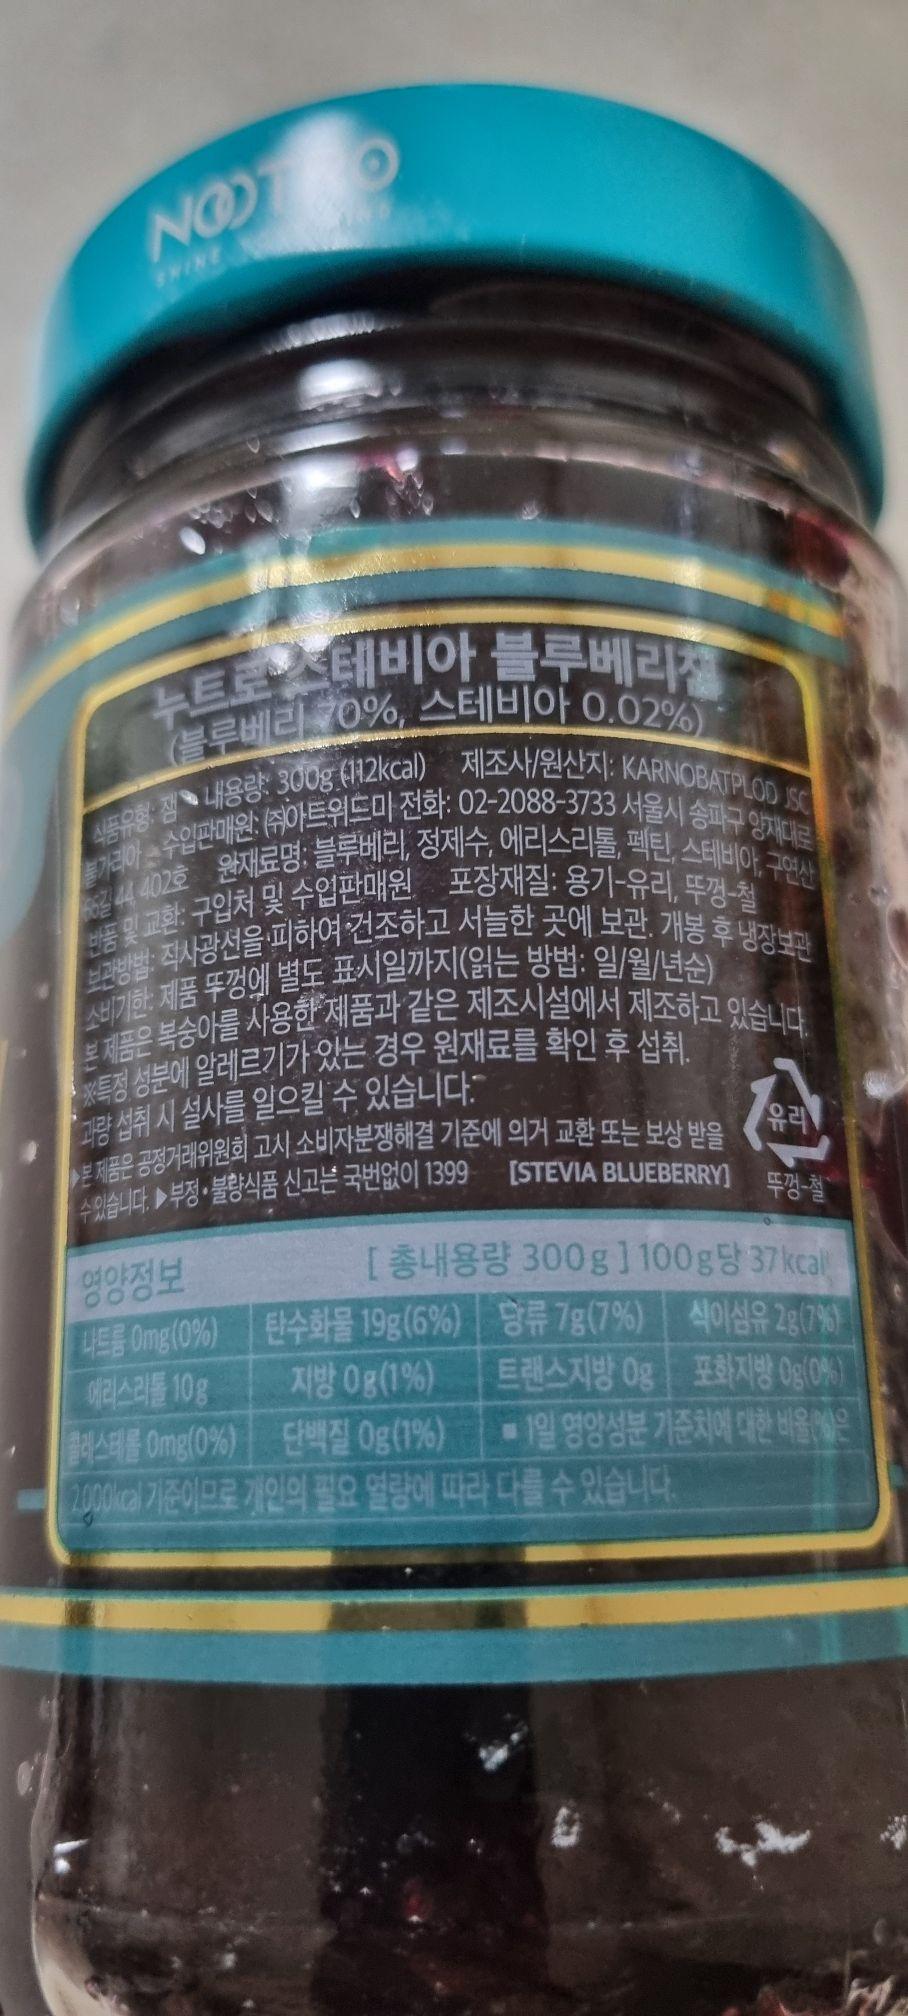 NOOTRO
SHINE
누트로 스테비아 블루베리잼
(블루베리 70%, 스테비아 0.02%)
식품유형: 잼 내용량: 300g (112kcal) 제조사/원산지: KARNOBATPLOD JSC
불가리아 수입판매원: (주)아트위드미 전화: 02-2088-3733 서울시 송파구 양재대로
66길 44, 402호 원재료명: 블루베리, 정제수, 에리스리톨, 펙틴, 스테비아, 구연산
반품 및 교환: 구입처 및 수입판매원 포장재질: 용기-유리, 뚜껑-철
보관방법: 직사광선을 피하여 건조하고 서늘한 곳에 보관. 개봉 후 냉장보관
소비기한: 제품 뚜껑에 별도 표시일까지(읽는 방법: 일/월/년순)
본 제품은 복숭아를 사용한 제품과 같은 제조시설에서 제조하고 있습니다.
※특정 성분에 알레르기가 있는 경우 원재료를 확인 후 섭취.
과량 섭취 시 설사를 일으킬 수 있습니다.
▶본 제품은 공정거래위원회 고시 소비자분쟁해결 기준에 의거 교환 또는 보상 받을
수 있습니다. ▶부정•불량식품 신고는 국번없이 1399 [STEVIA BLUEBERRY]
유리
뚜껑-철
영양정보 [ 총내용량 300g ] 100g당 37kcal
나트륨 0mg(0%) 탄수화물 19g(6%) 당류 7g(7%) 식이섬유 2g(7%)
에리스리톨 10g 지방 0g(1%) 트랜스지방 0g 포화지방 0g(0%)
콜레스테롤 0mg(0%) 단백질 0g(1%) ▪ 1일 영양성분 기준치에 대한 비율(%)은
2,000kcal 기준이므로 개인의 필요 열량에 따라 다를 수 있습니다.